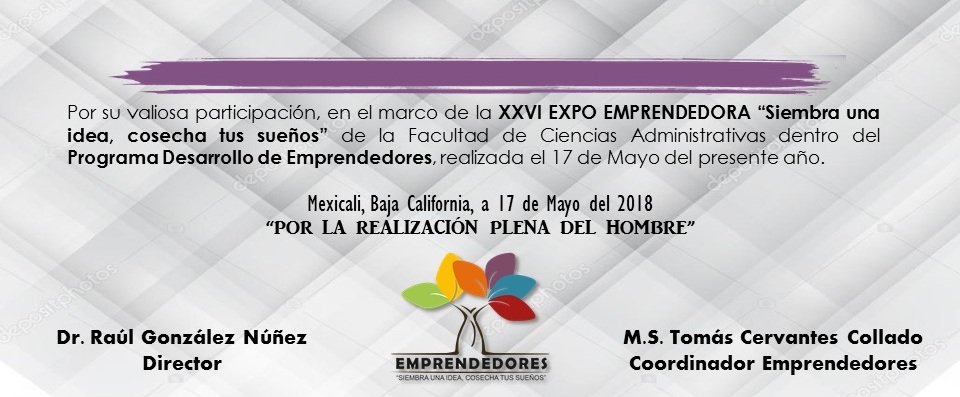 Por su valiosa participación, en el marco de la XXVI EXPO EMPRENDEDORA “Siembra una
idea, cosecha tus sueños” de la Facultad de Ciencias Administrativas dentro del
Programa Desarrollo de Emprendedores, realizada el 17 de Mayo del presente año.
Mexicali, Baja California, a 17 de Mayo del 2018
“POR LA REALIZACIÓN PLENA DEL HOMBRE”
Dr. Raúl González Núñez
Director
EMPRENDEDORES
“SIEMBRA UNA IDEA, COSECHA TUS SUEÑOS”
M.S. Tomás Cervantes Collado
Coordinador Emprendedores
depositphotos